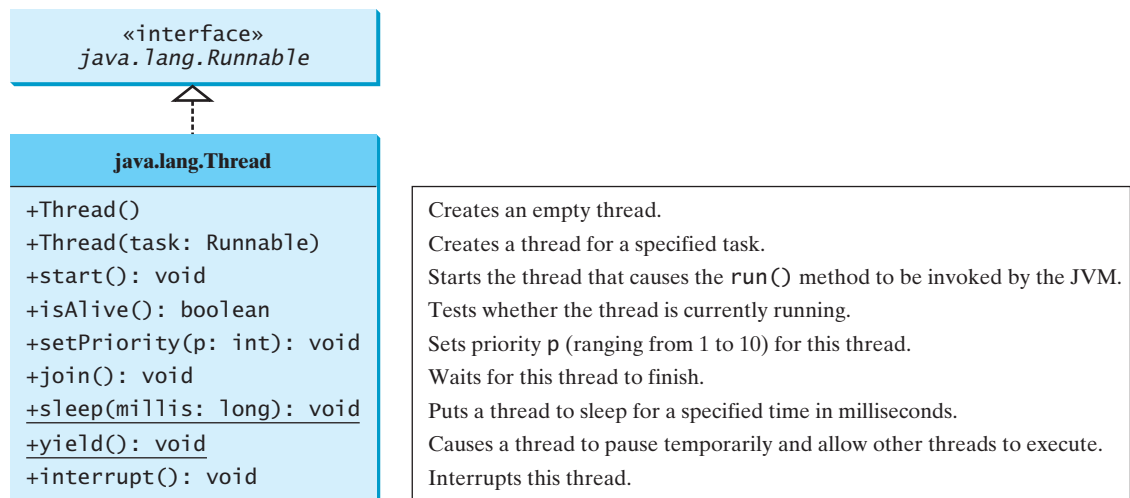 «interface»
java.lang.Runnable
java.lang.Thread
+Thread()
+Thread(task: Runnable)
+start(): void
+isAlive(): boolean
+setPriority(p: int): void
+join(): void
+sleep(millis: long): void
+yield(): void
+interrupt(): void
Creates an empty thread.
Creates a thread for a specified task.
Starts the thread that causes the run() method to be invoked by the JVM.
Tests whether the thread is currently running.
Sets priority p (ranging from 1 to 10) for this thread.
Waits for this thread to finish.
Puts a thread to sleep for a specified time in milliseconds.
Causes a thread to pause temporarily and allow other threads to execute.
Interrupts this thread.